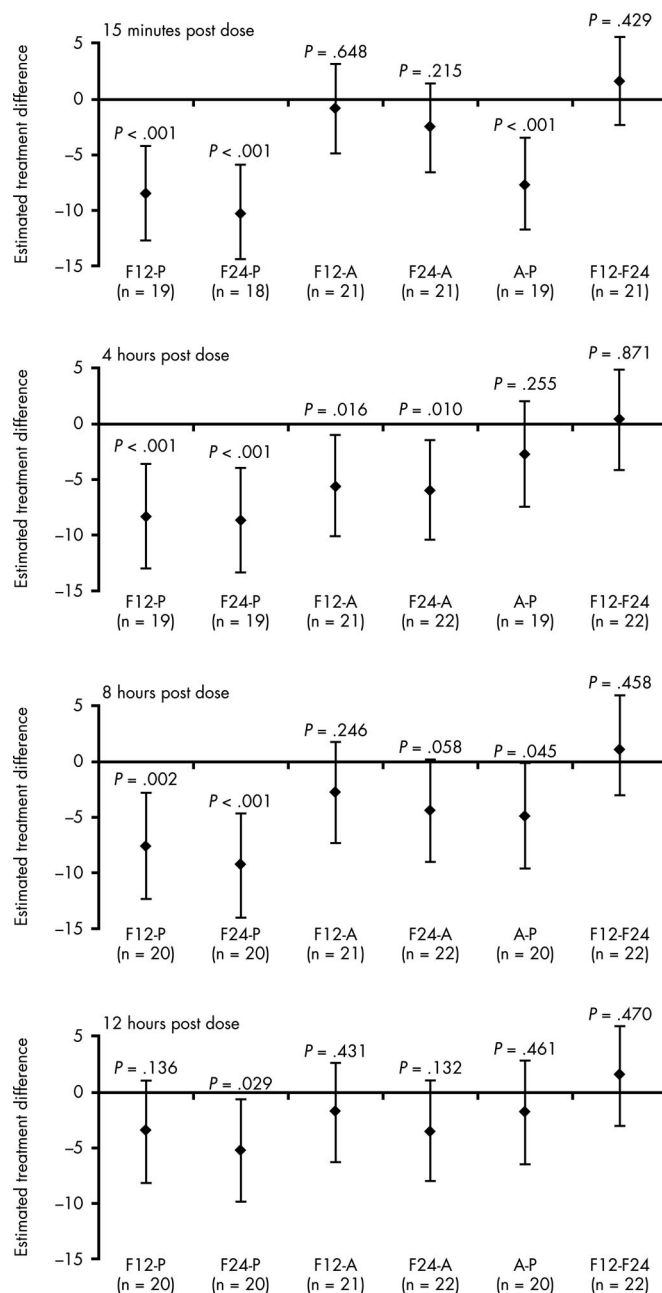 15 minutes post dose
P = .429
P = .648
P = .215
P < .001
P < .001
P < .001
Estimated treatment difference
5
0
–5
–10
–15
F12-P F24-P F12-A F24-A A-P F12-F24
(n = 19) (n = 18) (n = 21) (n = 21) (n = 19) (n = 21)
4 hours post dose
P = .871
P = .255
P = .016 P = .010
P < .001 P < .001
Estimated treatment difference
5
0
–5
–10
–15
F12-P F24-P F12-A F24-A A-P F12-F24
(n = 19) (n = 19) (n = 21) (n = 22) (n = 19) (n = 22)
8 hours post dose
P = .458
P = .246
P = .058 P = .045
P = .002
P < .001
Estimated treatment difference
5
0
–5
–10
–15
F12-P F24-P F12-A F24-A A-P F12-F24
(n = 20) (n = 20) (n = 21) (n = 22) (n = 20) (n = 22)
12 hours post dose
P = .470
P = .431 P = .461
P = .136 P = .132
P = .029
Estimated treatment difference
5
0
–5
–10
–15
F12-P F24-P F12-A F24-A A-P F12-F24
(n = 20) (n = 20) (n = 21) (n = 22) (n = 20) (n = 22)